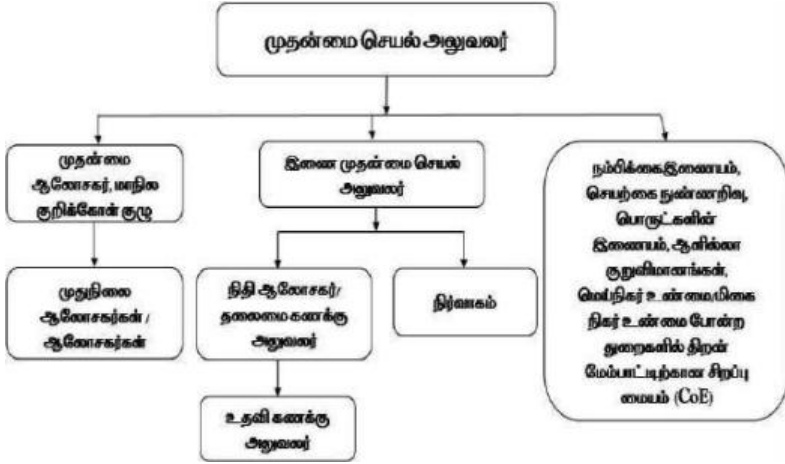 முதன்மை செயல் அலுவலர்
முதன்மை
ஆலோசகர், மாநில
குறிக்கோள் குழு
இணை முதன்மை செயல்
அலுவலர்
நம்பிக்கைஇணையம்,
செயற்கை நுண்ணறிவு,
பொருட்களின்
இணையம், ஆளில்லா
குறுவிமானங்கள்,
மெய்நிகர் உண்மை/மிகை
நிகர் உண்மை போன்ற
துறைகளில் திறன்
மேம்பாட்டிற்கான சிறப்பு
மையம் (CoE)
முதுநிலை
ஆலோசகர்கள் /
ஆலோசகர்கள்
நிதி ஆலோசகர்/
தலைமை கணக்கு
அலுவலர்
நிர்வாகம்
உதவி கணக்கு
அலுவலர்